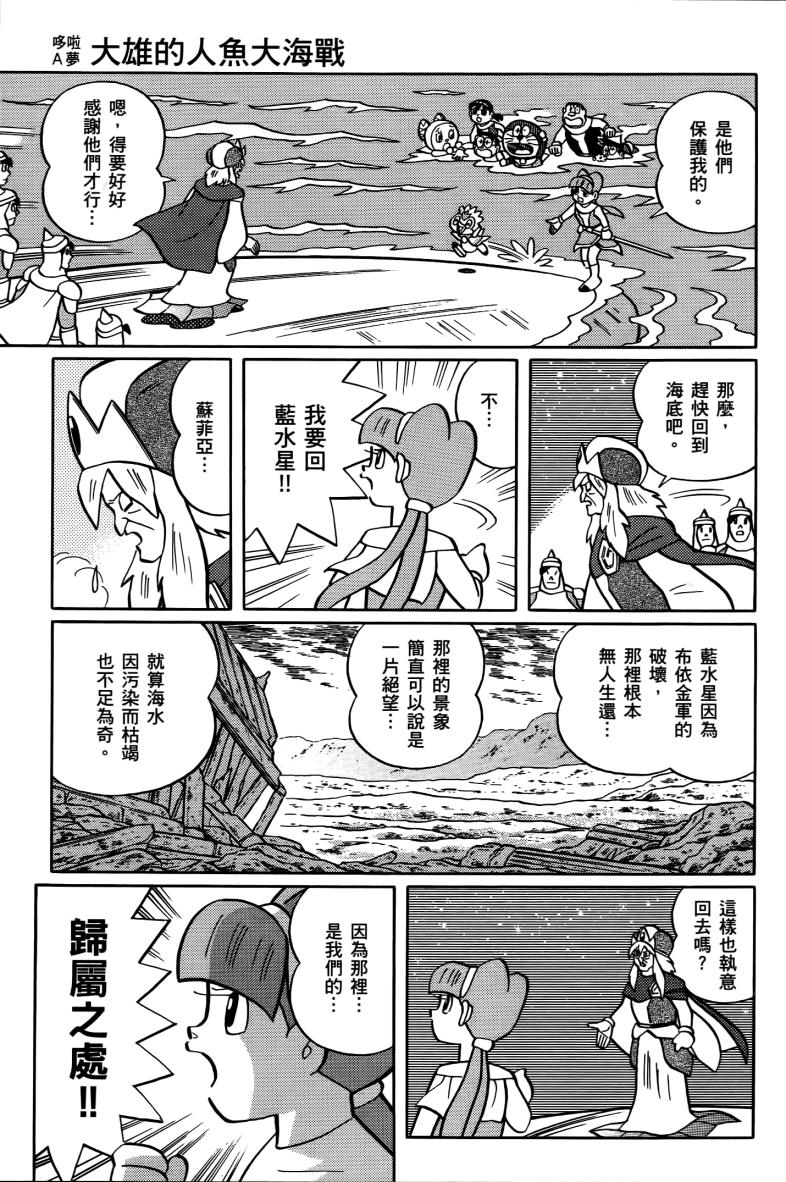 哆啦
A夢
大雄的人魚大海戰
是他們
保護我的。
嗯，得要好好
感謝他們才行…
那麼，
趕快回到
海底吧。
不…
我要回
藍水星!!
蘇菲亞…
藍水星因為
布依金軍的
破壞，
那裡根本
無人生還…
那裡的景象
簡直可以說是
一片絕望…
就算海水
因污染而枯竭
也不足為奇。
這樣也執意
回去嗎？
因為那裡…
是我們的…
歸屬之處!!